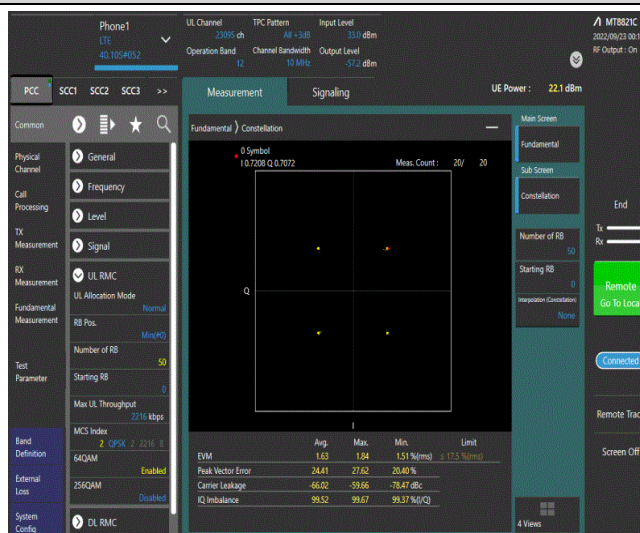 Phone1
LTE
40.105#052
UL Channel
23095 ch
TPC Pattern
All +3dB
Input Level
33.0 dBm
Operation Band
12
Channel Bandwidth
10 MHz
Output Level
-57.2 dBm
MT8821C
2022/09/23 00:1
RF Output : On
PCC SCC1 SCC2 SCC3 >>
Measurement Signaling
UE Power : 22.1 dBm
Common
Physical
Channel
Call
Processing
TX
Measurement
RX
Measurement
Fundamental
Measurement
Test
Parameter
Band
Definition
External
Loss
System
Config
General
Frequency
Level
Signal
UL RMC
UL Allocation Mode
Normal
RB Pos.
Min(#0)
Number of RB
50
Starting RB
0
Max UL Throughput
2216 kbps
MCS Index
2 QPSK 2 2216 8
64QAM
Enabled
256QAM
Disabled
DL RMC
Fundamental Constellation
0 Symbol
I 0.7208 Q 0.7072
Meas. Count : 20/ 20
Q
I
Avg. Max. Min. Limit
EVM 1.63 1.84 1.51 %(rms) ≤ 17.5 %(rms)
Peak Vector Error 24.41 27.62 20.40 %
Carrier Leakage -66.02 -59.66 -78.47 dBc
IQ Imbalance 99.52 99.67 99.37 %(I/Q)
Main Screen
Fundamental
Sub Screen
Constellation
Number of RB
50
Starting RB
0
Interpolation (Constellation)
None
4 Views
End
Tx
Rx
Remote
Go To Loca
Connected
Remote Trac
Screen Off